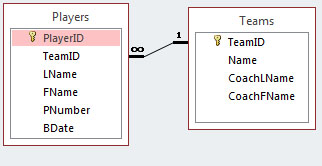 Players
PlayerID
TeamID
LName
FName
PNumber
BDate
∞
1
Teams
TeamID
Name
CoachLName
CoachFName